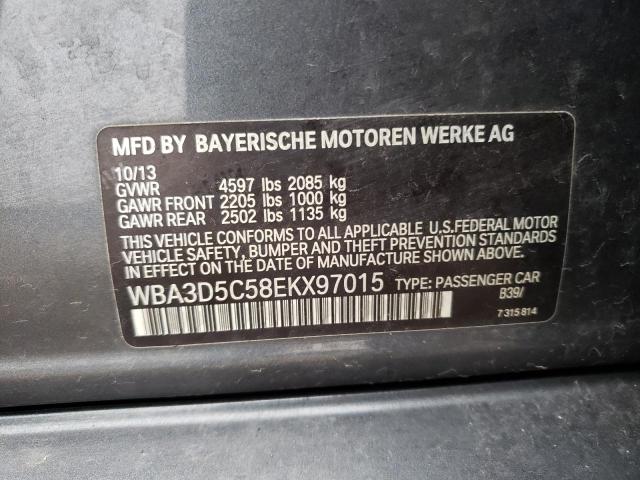 MFD BY BAYERISCHE MOTOREN WERKE AG
10/13
GVWR 4597 lbs 2085 kg
GAWR FRONT 2205 lbs 1000 kg
GAWR REAR 2502 lbs 1135 kg
THIS VEHICLE CONFORMS TO ALL APPLICABLE U.S.FEDERAL MOTOR
VEHICLE SAFETY, BUMPER AND THEFT PREVENTION STANDARDS
IN EFFECT ON THE DATE OF MANUFACTURE SHOWN ABOVE.
WBA3D5C58EKX97015 TYPE: PASSENGER CAR
B39/
7315814